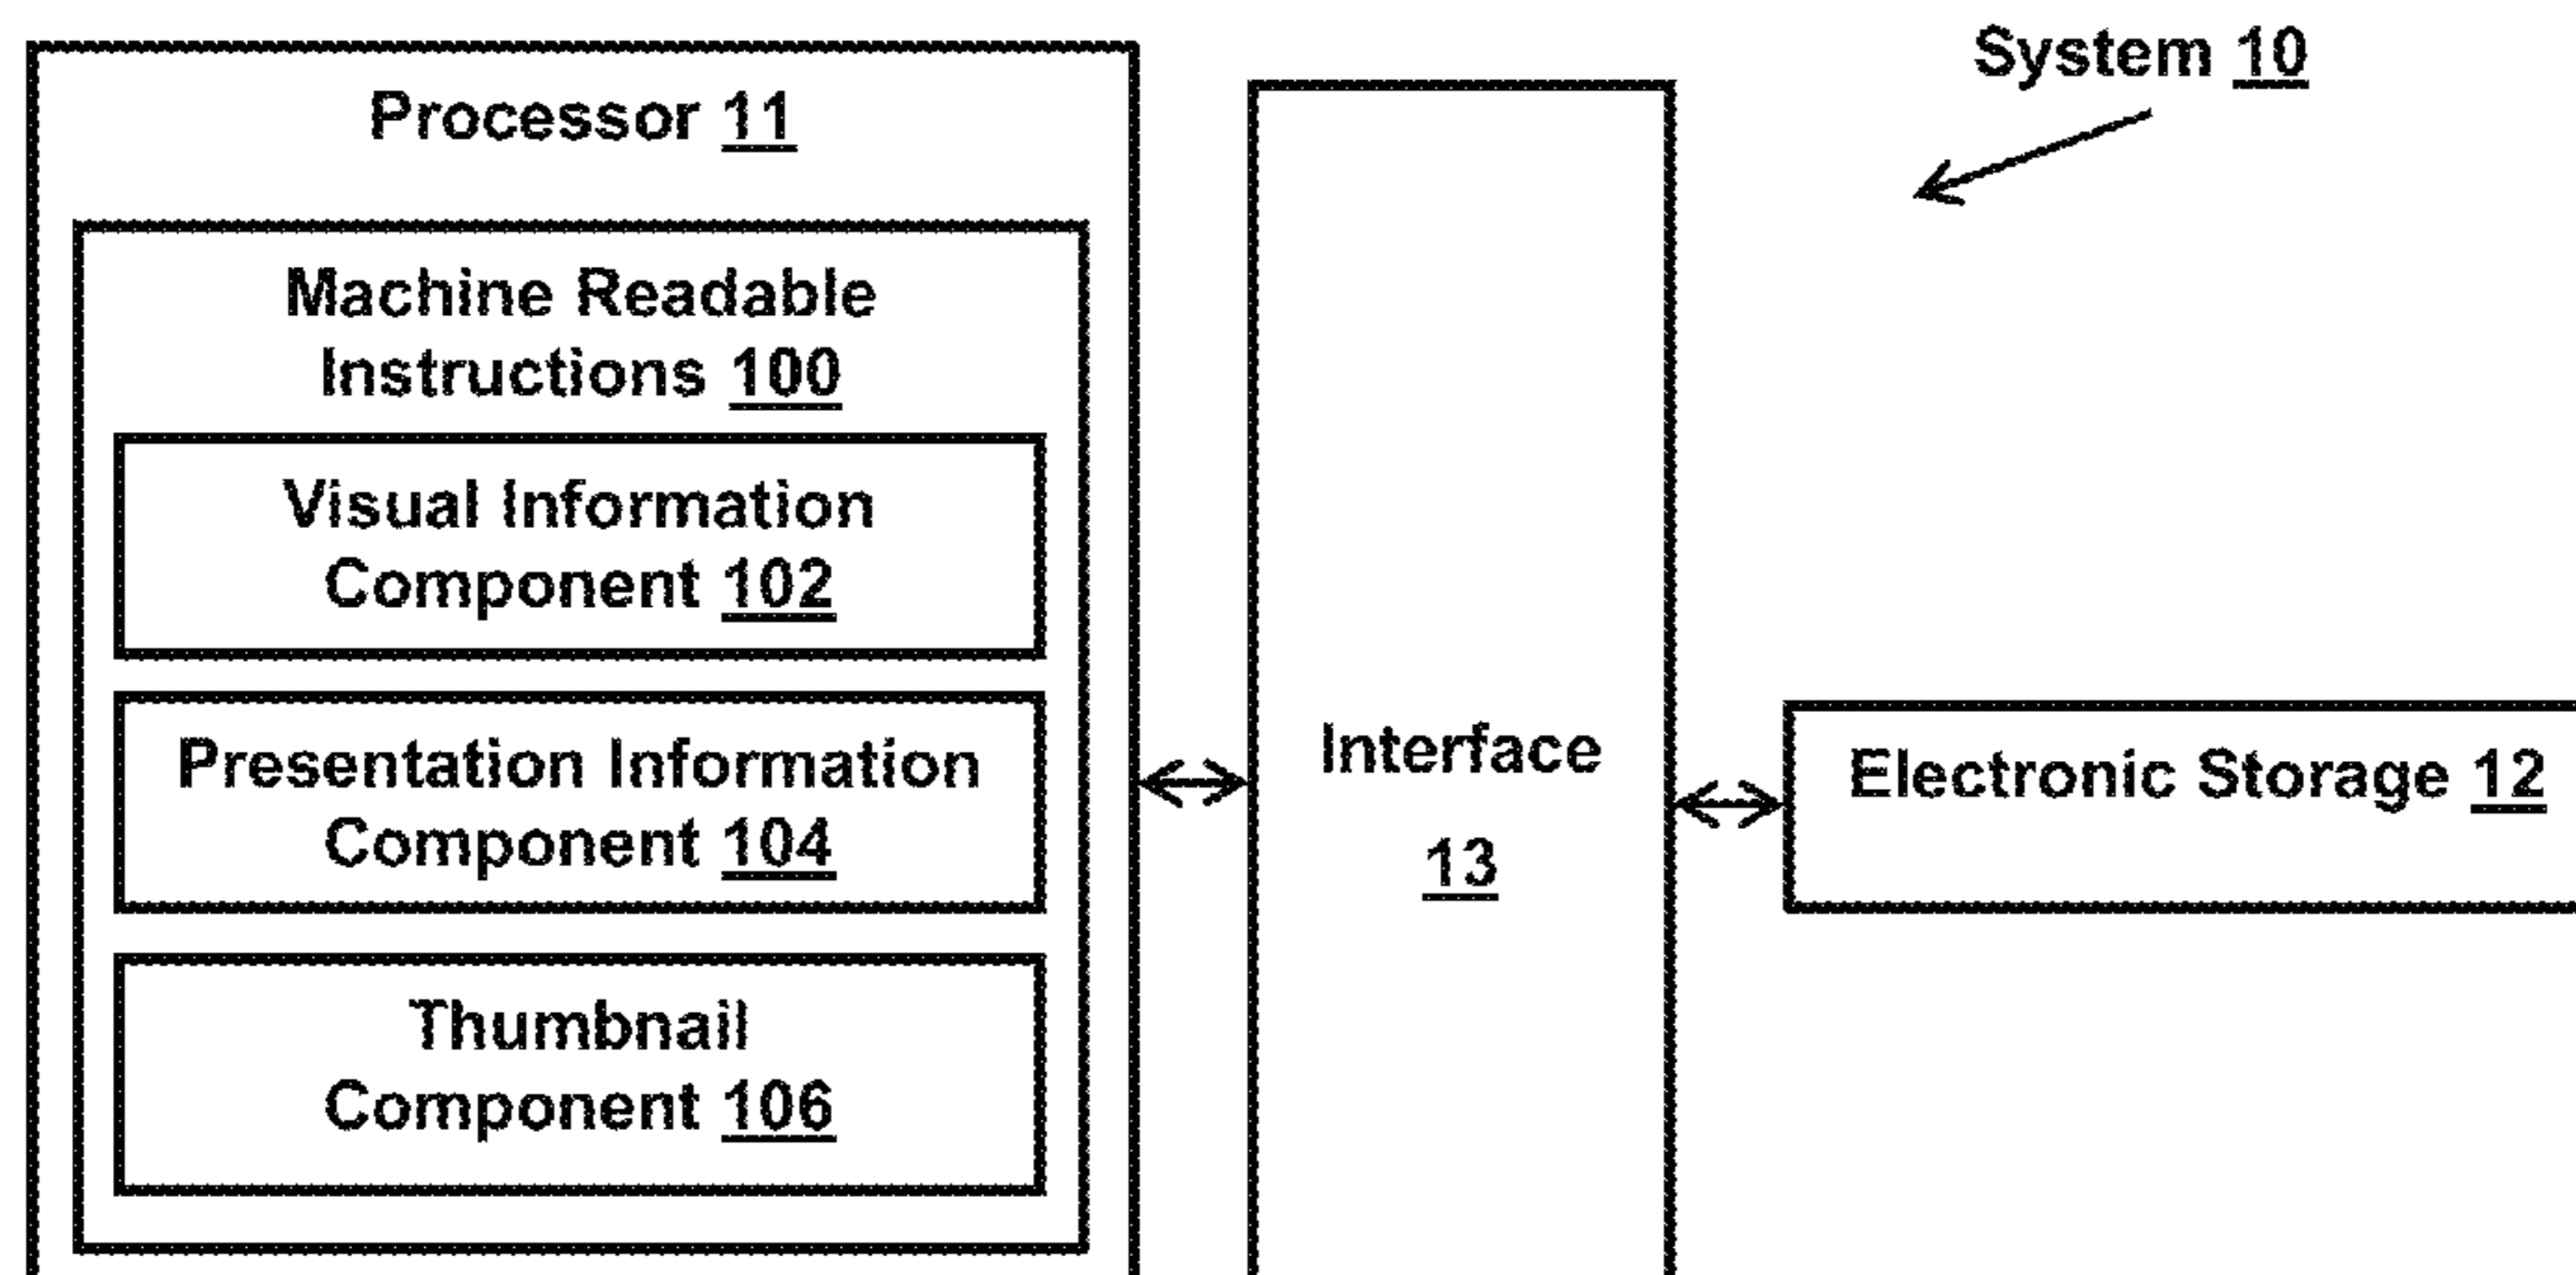 System 10
Processor 11
Machine Readable
Instructions 100
Visual Information
Component 102
Presentation Information
Component 104
Thumbnail
Component 106
Interface
13
Electronic Storage 12